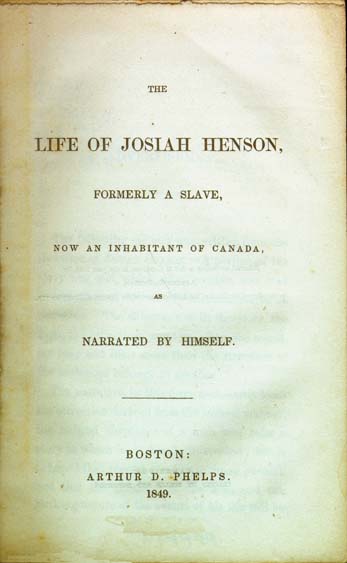 THE
LIFE OF JOSIAH HENSON,
FORMERLY A SLAVE,
NOW AN INHABITANT OF CANADA,
AS
NARRATED BY HIMSELF.
BOSTON:
ARTHUR D. PHELPS.
1849.